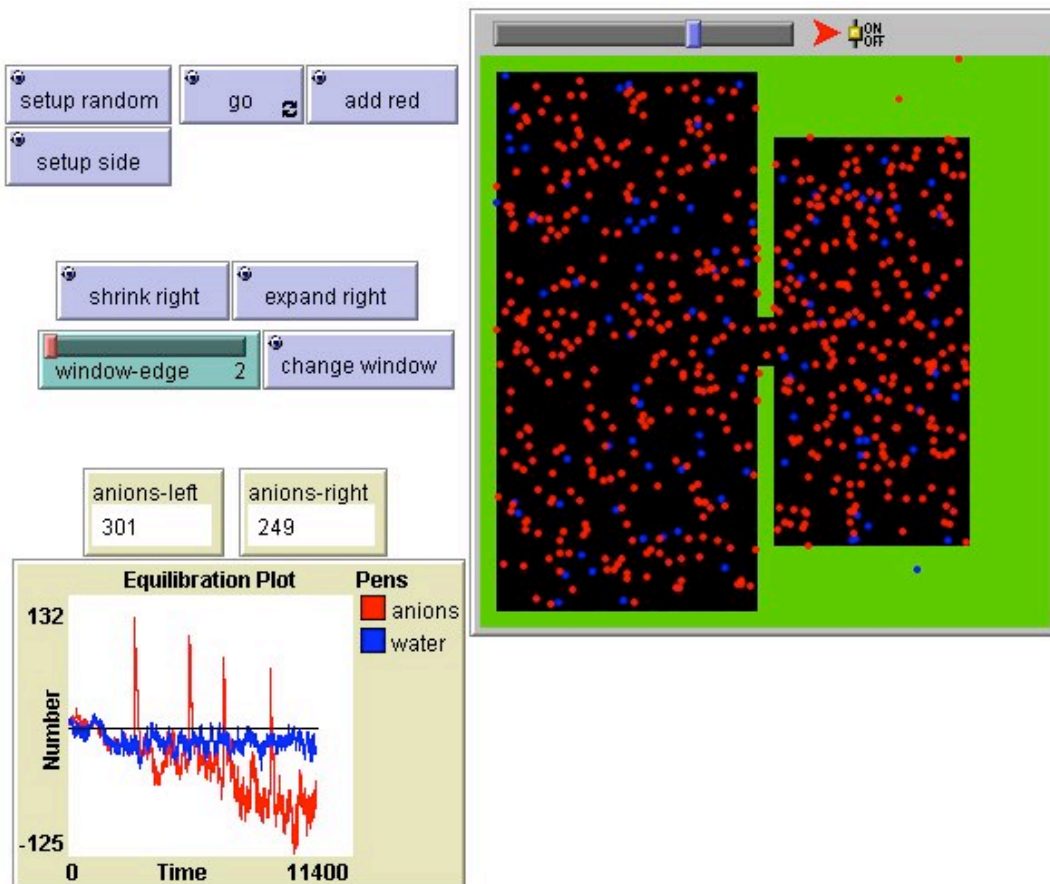 ON
OFF
setup random
go
add red
setup side
shrink right
expand right
window-edge 2
change window
anions-left
301
anions-right
249
Equilibration Plot
Pens
anions
water
132
Number
-125
0
Time
11400